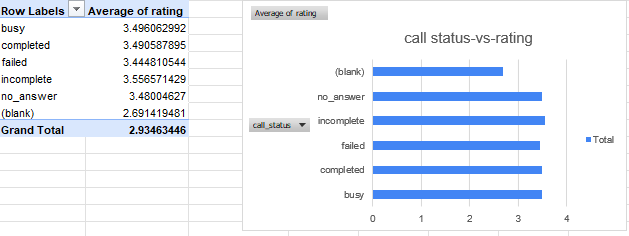 Row Labels Average of rating
busy 3.496062992
completed 3.490587895
failed 3.444810544
incomplete 3.556571429
no_answer 3.48004627
(blank) 2.691419481
Grand Total 2.93463446
Average of rating
call status-vs-rating
(blank)
no_answer
call_status
incomplete
failed
completed
busy
Total
0 1 2 3 4